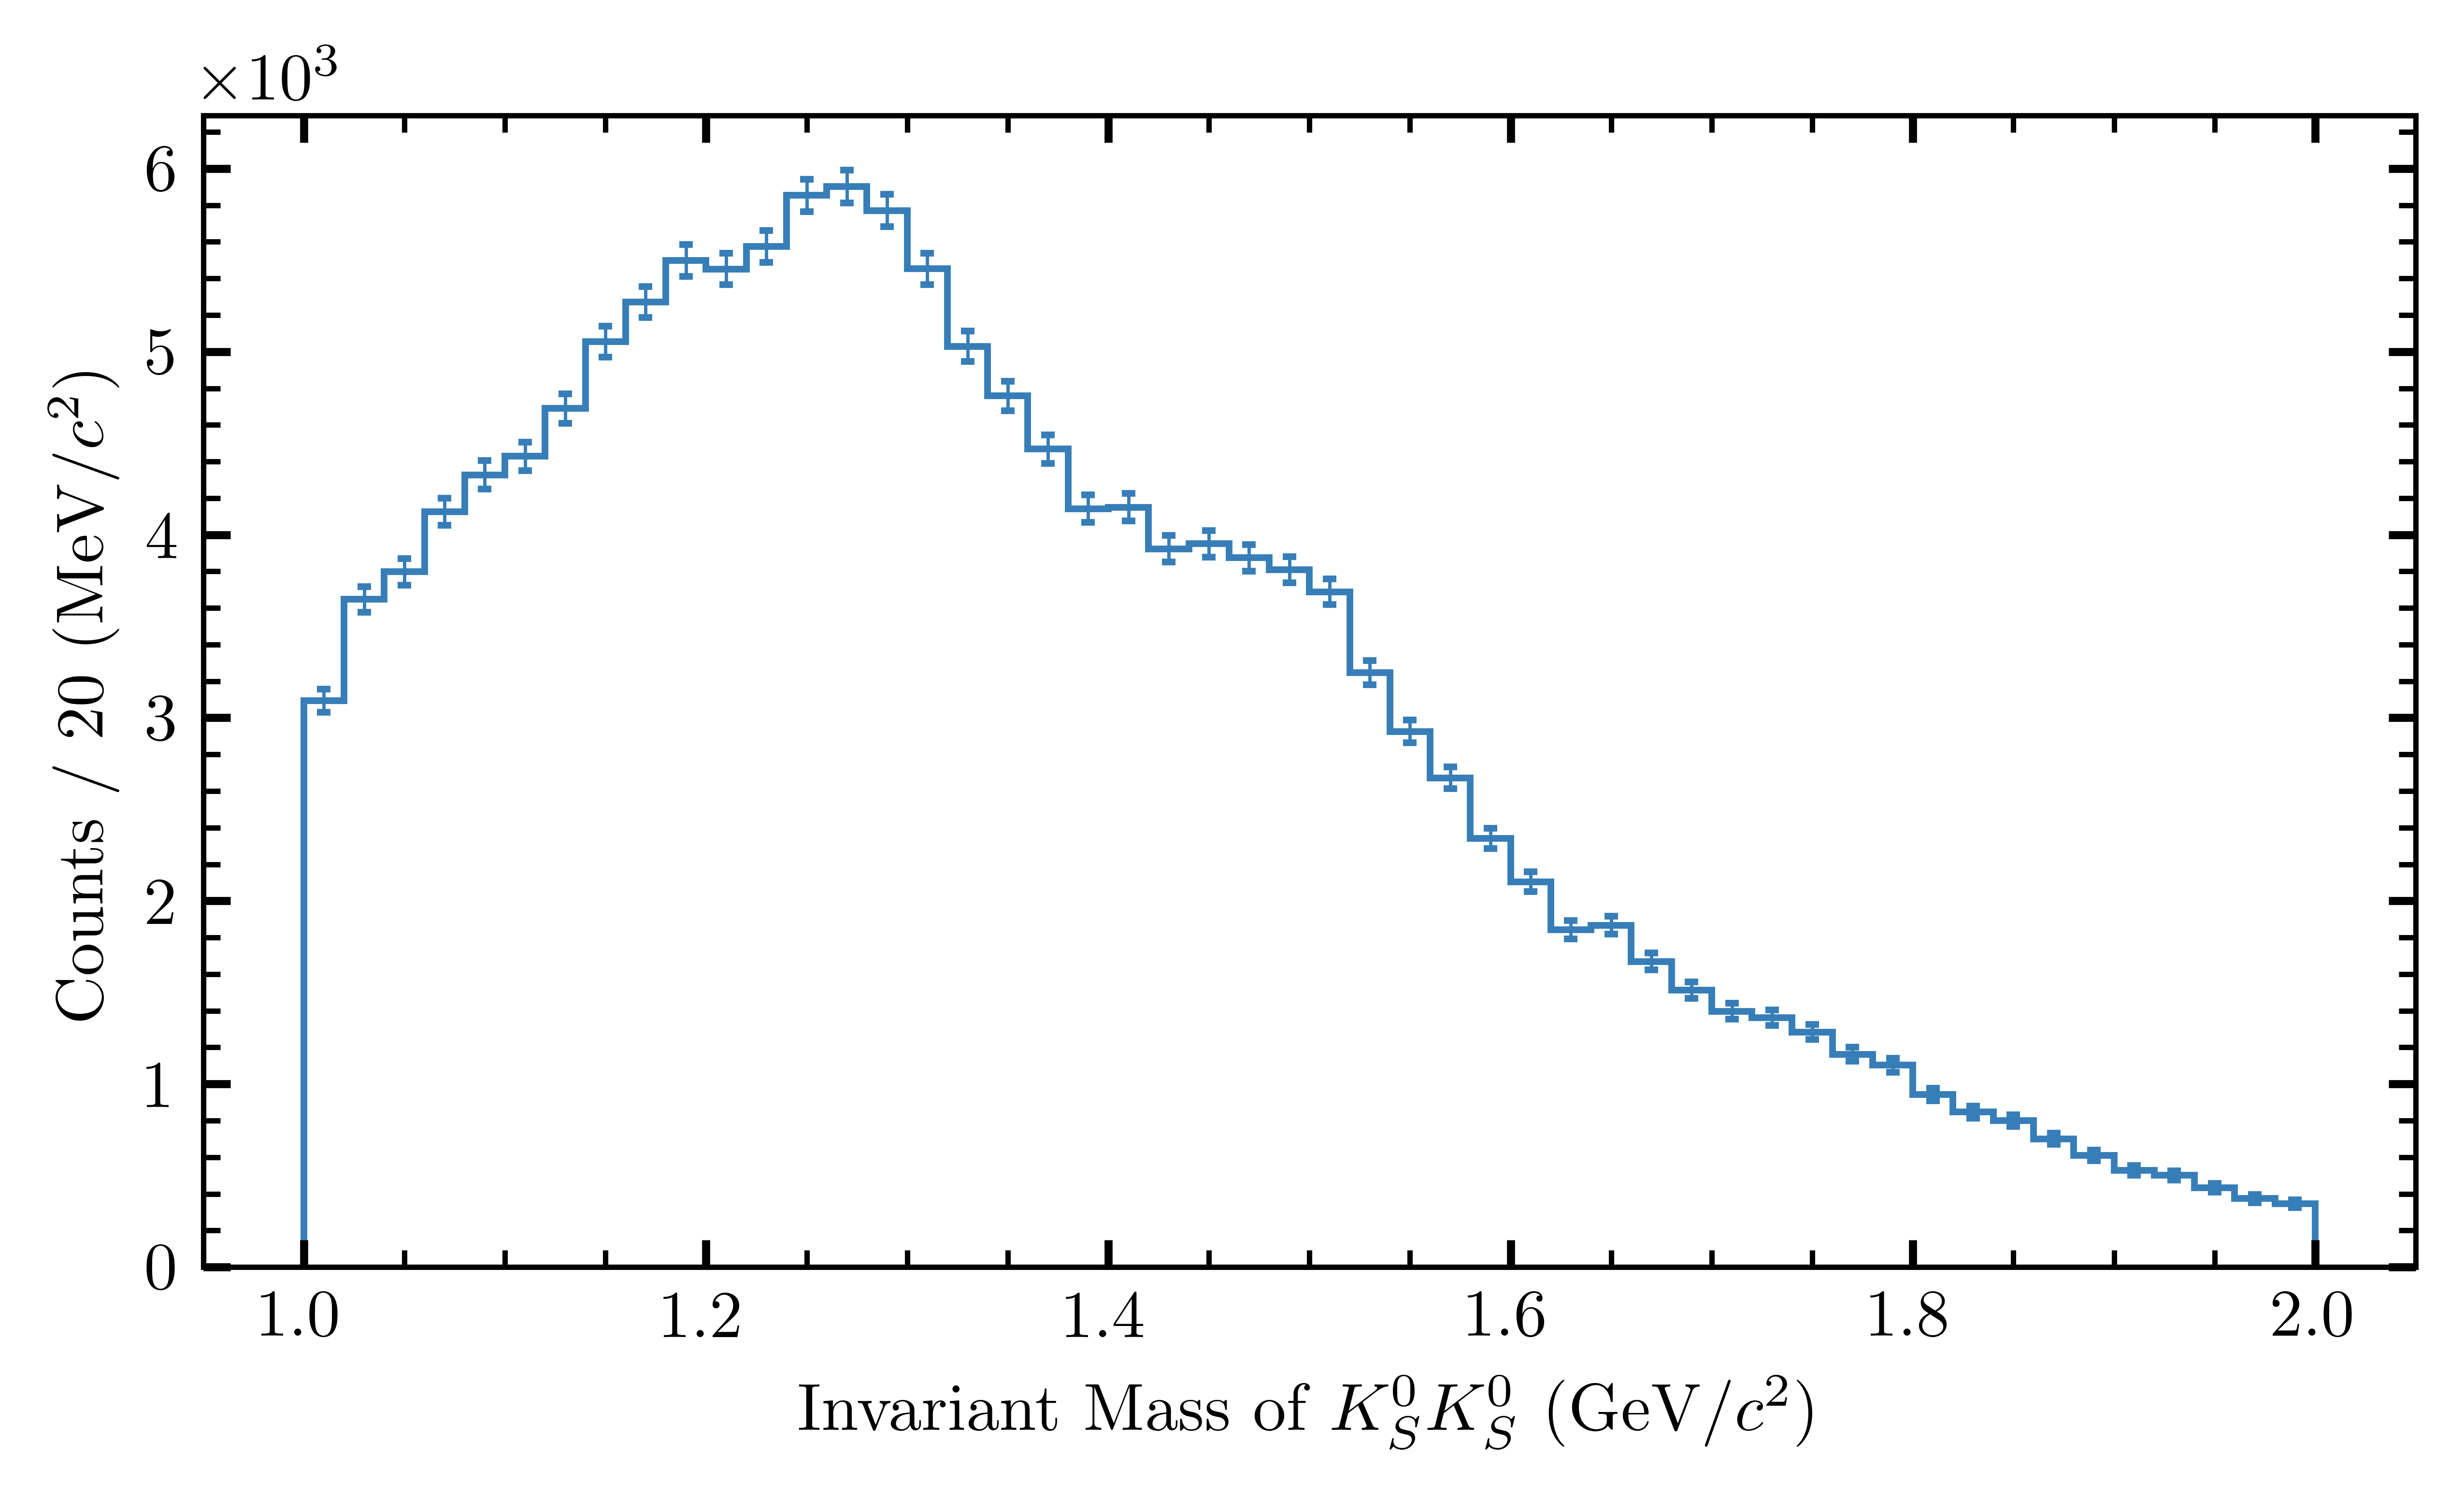 ×10³
6
5
4
3
2
1
0
Counts / 20 (MeV/c²)
1.0 1.2 1.4 1.6 1.8 2.0
Invariant Mass of K⁰_S K⁰_S (GeV/c²)